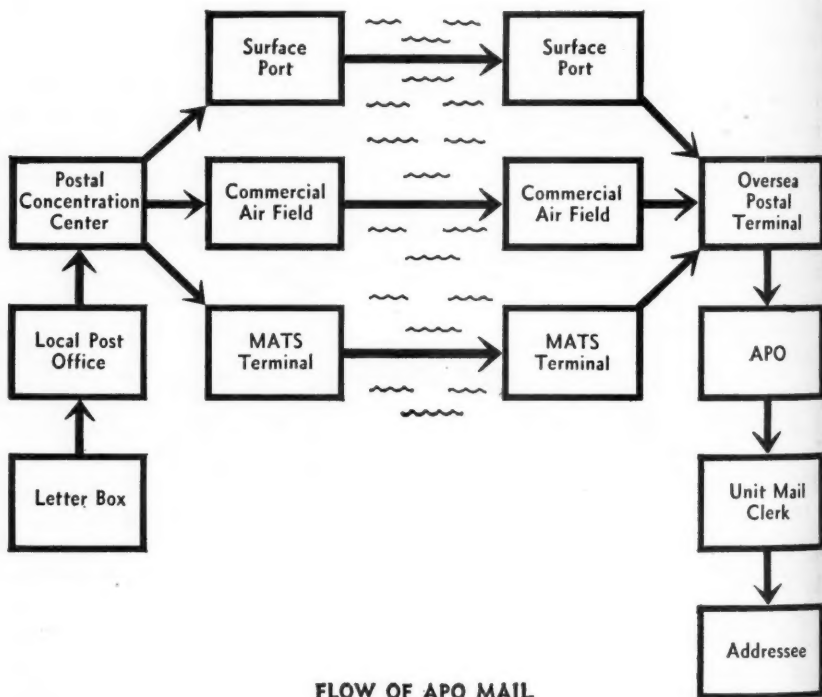 Surface
Port
Surface
Port
Postal
Concentration
Center
Commercial
Air Field
Commercial
Air Field
Oversea
Postal
Terminal
Local Post
Office
MATS
Terminal
MATS
Terminal
APO
Letter Box
Unit Mail
Clerk
Addressee
FLOW OF APO MAIL